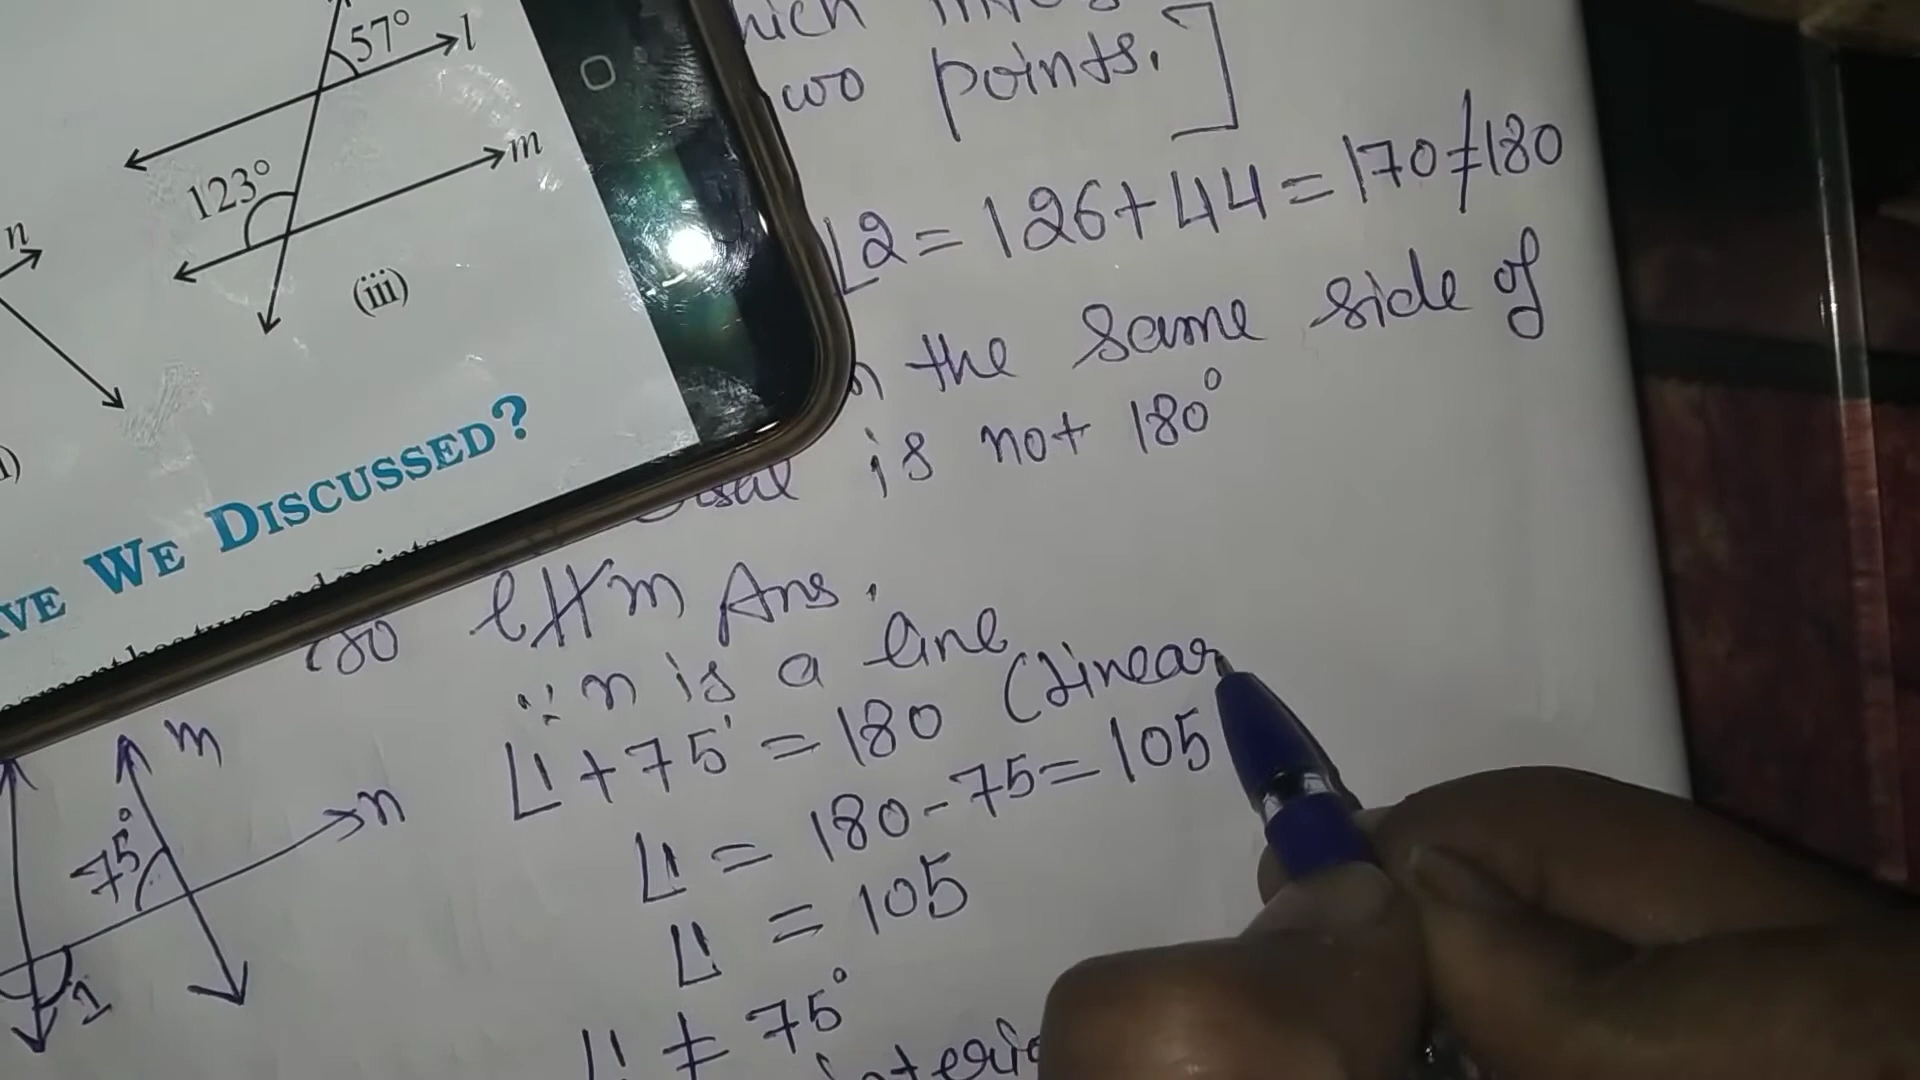 57°
l
123°
m
n
(iii)
WE DISCUSSED?
two points.]
∠2 = 126+44 = 170≠180
the same side of
is not 180°
so l∦m Ans.
∵ n is a line
∠1 + 75° = 180 (Linear
∠1 = 180-75 = 105
∠1 = 105
∠1 ≠ 75°
m
75°
n
1